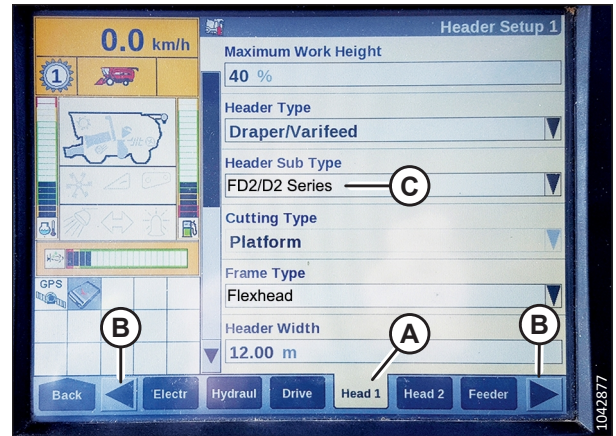 0.0 km/h
1
Header Setup 1
Maximum Work Height
40 %
Header Type
Draper/Varifeed
Header Sub Type
FD2/D2 Series
C
Cutting Type
Platform
Frame Type
Flexhead
GPS
Header Width
12.00 m
B
A
B
Back
Electr
Hydraul
Drive
Head 1
Head 2
Feeder
1042877